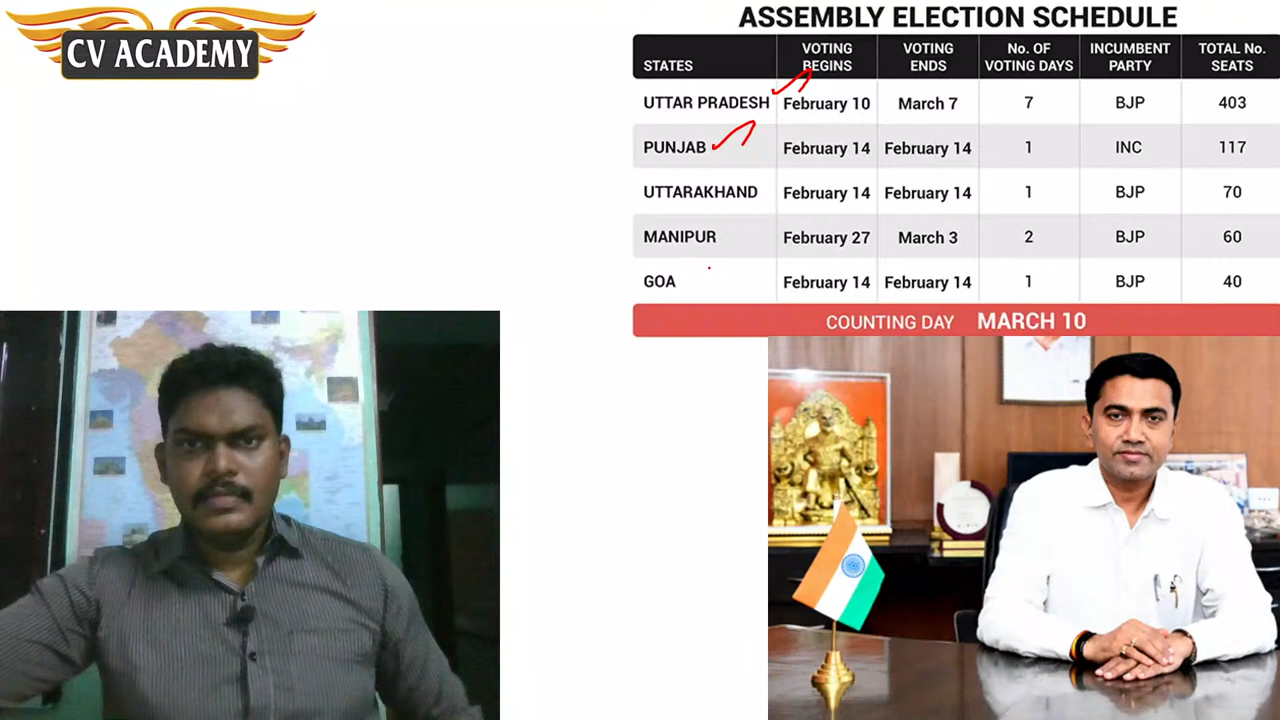 CV ACADEMY
ASSEMBLY ELECTION SCHEDULE
STATES VOTING BEGINS VOTING ENDS No. OF VOTING DAYS INCUMBENT PARTY TOTAL No. SEATS
UTTAR PRADESH February 10 March 7 7 BJP 403
PUNJAB February 14 February 14 1 INC 117
UTTARAKHAND February 14 February 14 1 BJP 70
MANIPUR February 27 March 3 2 BJP 60
GOA February 14 February 14 1 BJP 40
COUNTING DAY MARCH 10